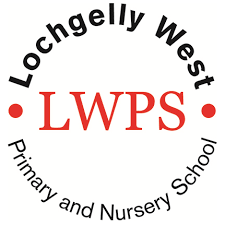 Lochgelly West
• LWPS •
Primary and Nursery School